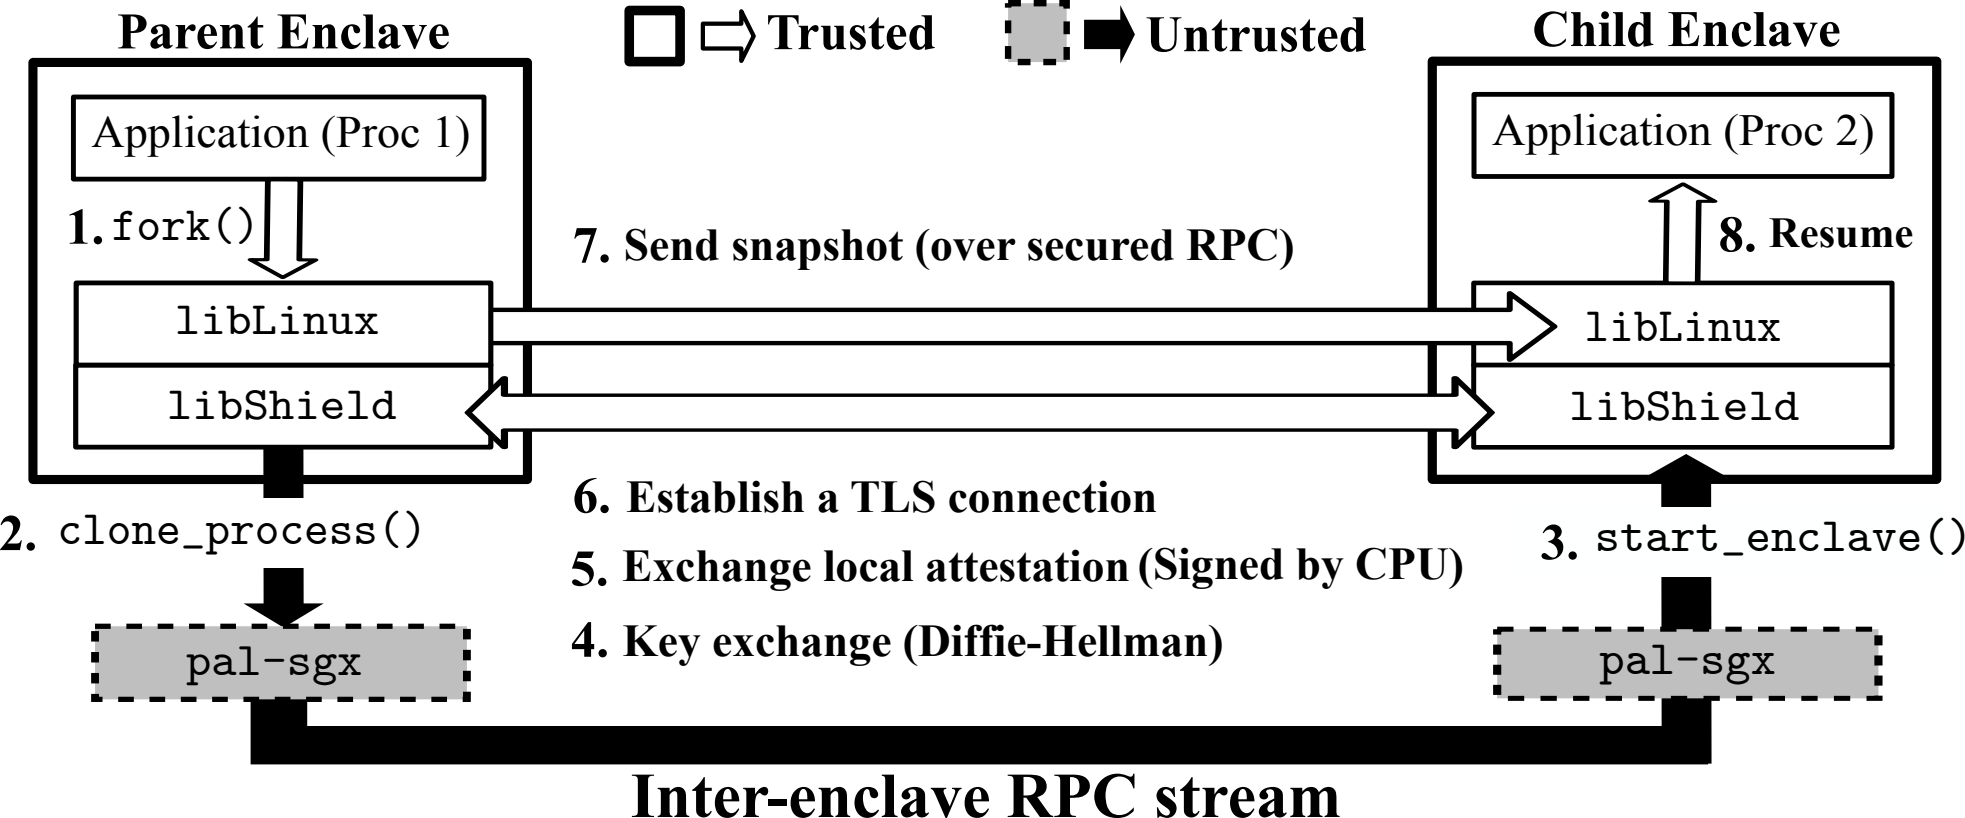 Parent Enclave
Trusted
Untrusted
Child Enclave
Application (Proc 1)
Application (Proc 2)
1. fork()
7. Send snapshot (over secured RPC)
8. Resume
libLinux
libLinux
libShield
libShield
6. Establish a TLS connection
2. clone_process()
3. start_enclave()
5. Exchange local attestation (Signed by CPU)
4. Key exchange (Diffie-Hellman)
pal-sgx
pal-sgx
Inter-enclave RPC stream